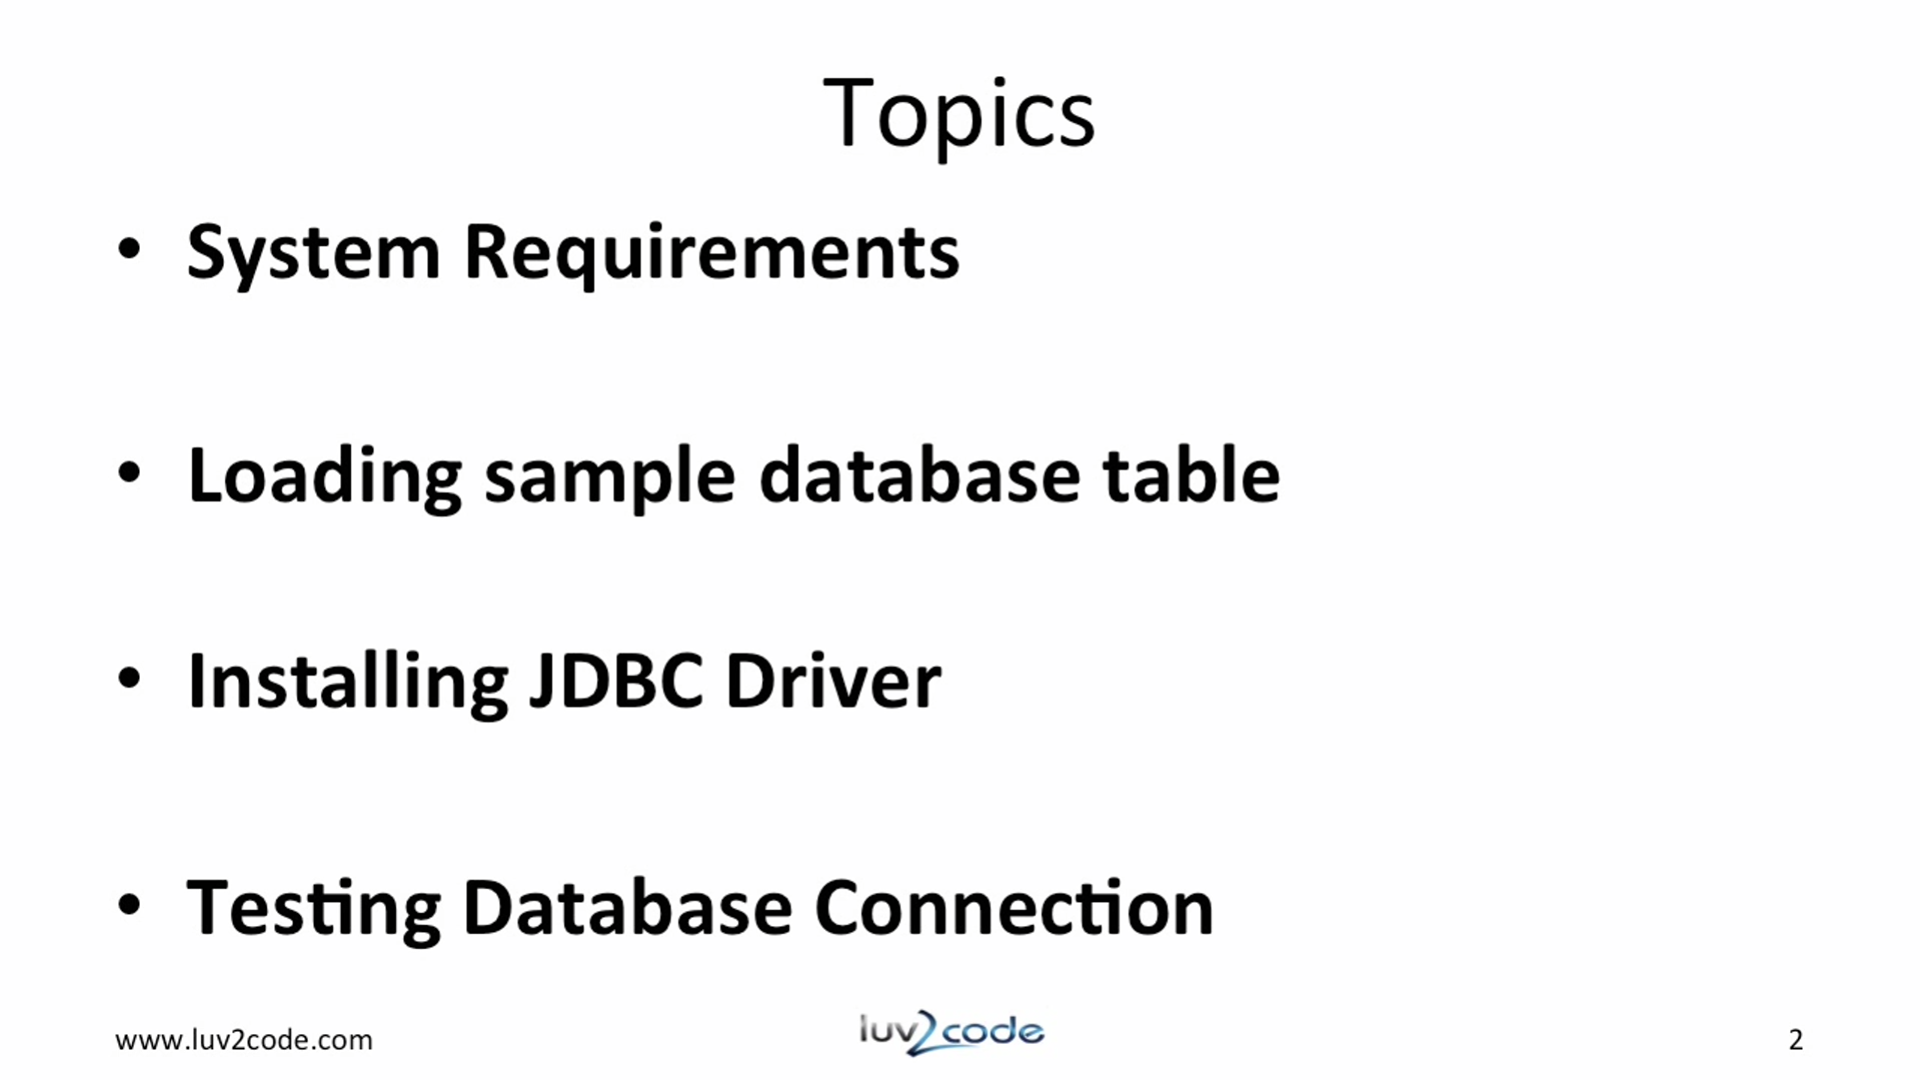 Topics
• System Requirements
• Loading sample database table
• Installing JDBC Driver
• Testing Database Connection
www.luv2code.com
luv2code
2